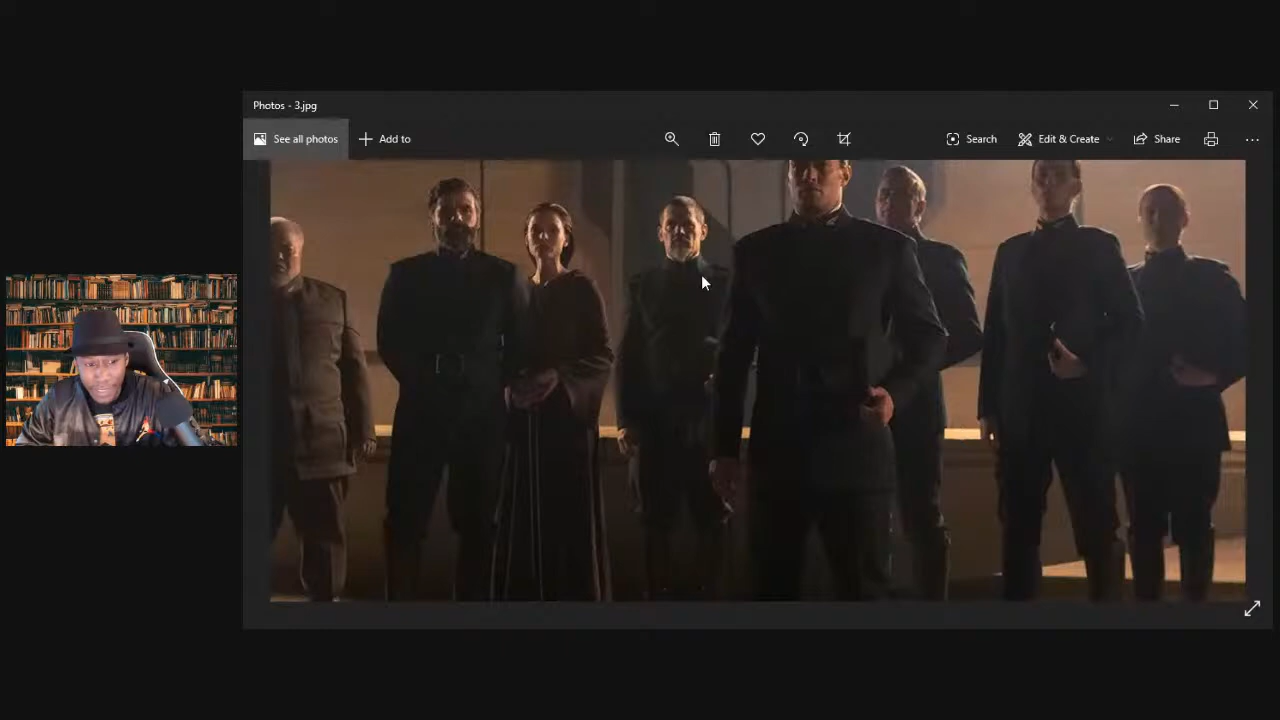 Photos - 3.jpg
See all photos
Add to
Search
Edit & Create
Share